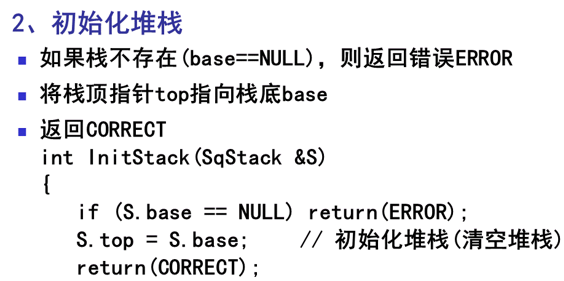 2、初始化堆栈
■ 如果栈不存在(base==NULL)，则返回错误ERROR
■ 将栈顶指针top指向栈底base
■ 返回CORRECT
int InitStack(SqStack &S)
{
if (S.base == NULL) return(ERROR);
S.top = S.base; // 初始化堆栈(清空堆栈)
return(CORRECT);